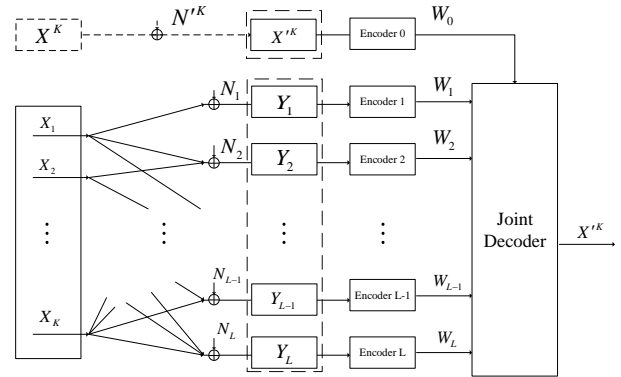 X^K
N'^K
X'^K
Encoder 0
W_0
X_1
N_1
Y_1
Encoder 1
W_1
X_2
N_2
Y_2
Encoder 2
W_2
⋮ ⋮ ⋮ ⋮
Joint
Decoder
X'^K
X_K
N_{L-1}
Y_{L-1}
Encoder L-1
W_{L-1}
N_L
Y_L
Encoder L
W_L